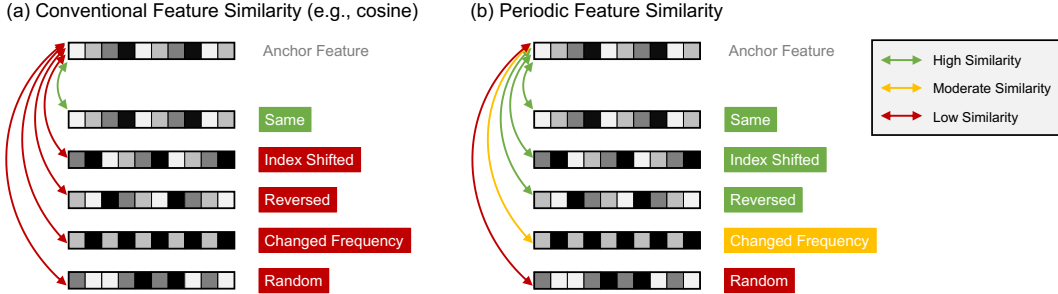 (a) Conventional Feature Similarity (e.g., cosine)
Anchor Feature
Same
Index Shifted
Reversed
Changed Frequency
Random
(b) Periodic Feature Similarity
Anchor Feature
Same
Index Shifted
Reversed
Changed Frequency
Random
High Similarity
Moderate Similarity
Low Similarity